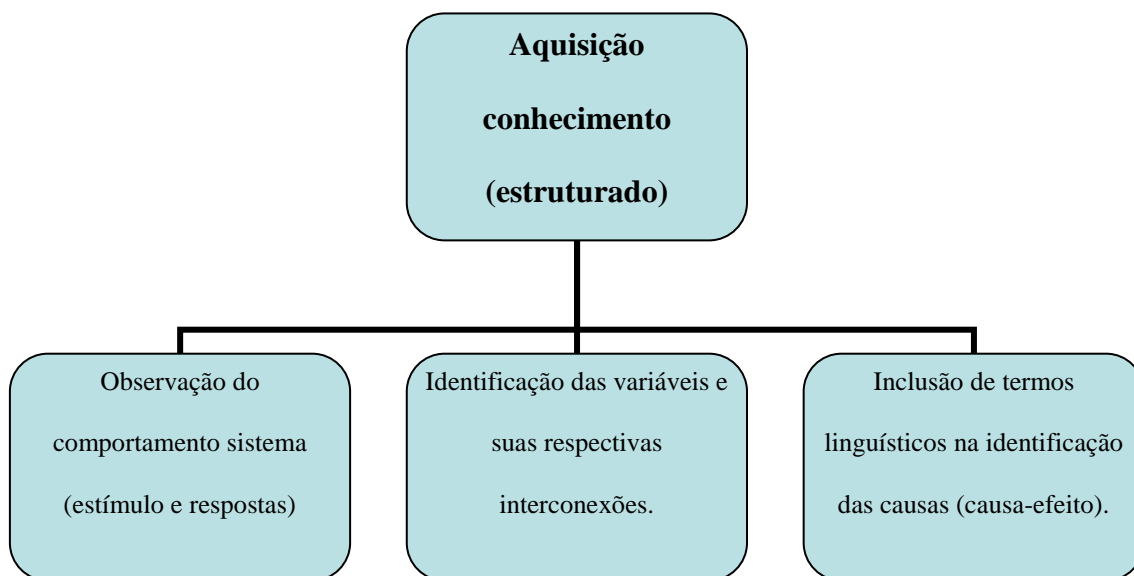 Aquisição
conhecimento
(estruturado)
Observação do
comportamento sistema
(estímulo e respostas)
Identificação das variáveis e
suas respectivas
interconexões.
Inclusão de termos
linguísticos na identificação
das causas (causa-efeito).